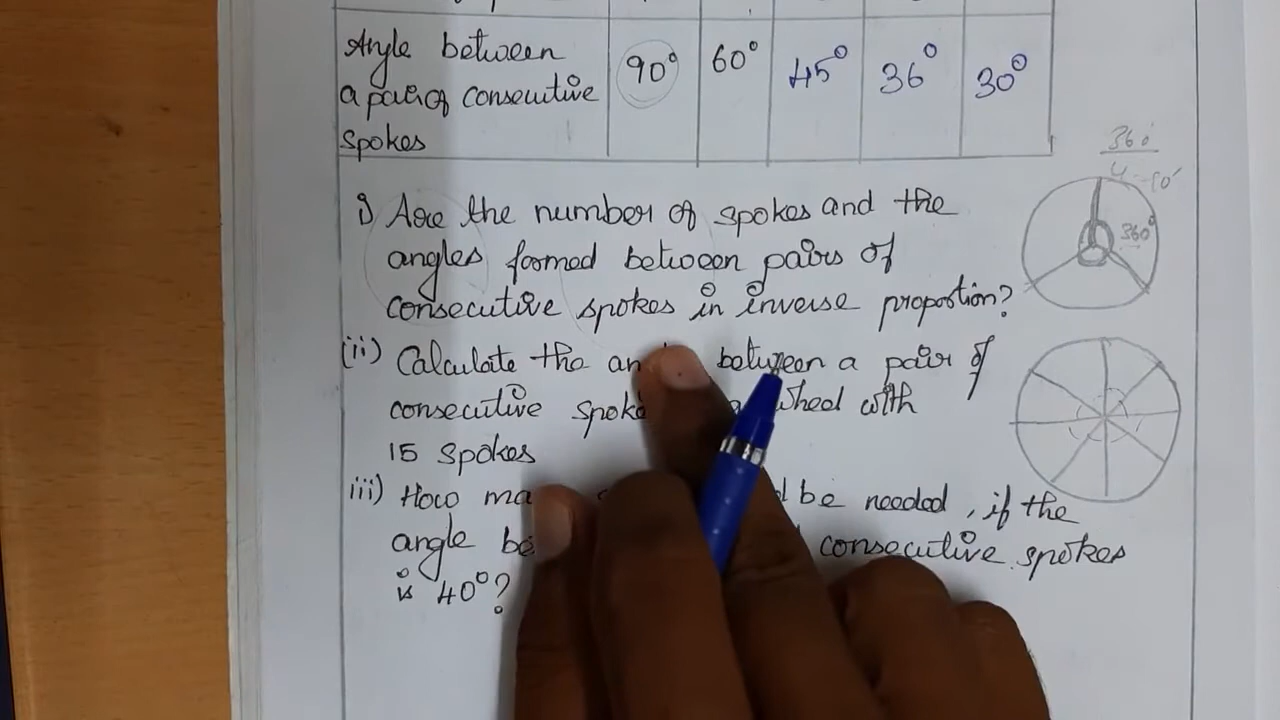 Angle between
a pair of consecutive
spokes
90° 60° 45° 36° 30°
360°
4 90°
360°
i) Are the number of spokes and the
angles formed between pairs of
consecutive spokes in inverse proportion?
(ii) Calculate the an between a pair of
consecutive spoke wheel with
15 spokes
iii) How ma be needed, if the
angle be consecutive spokes
is 40°?